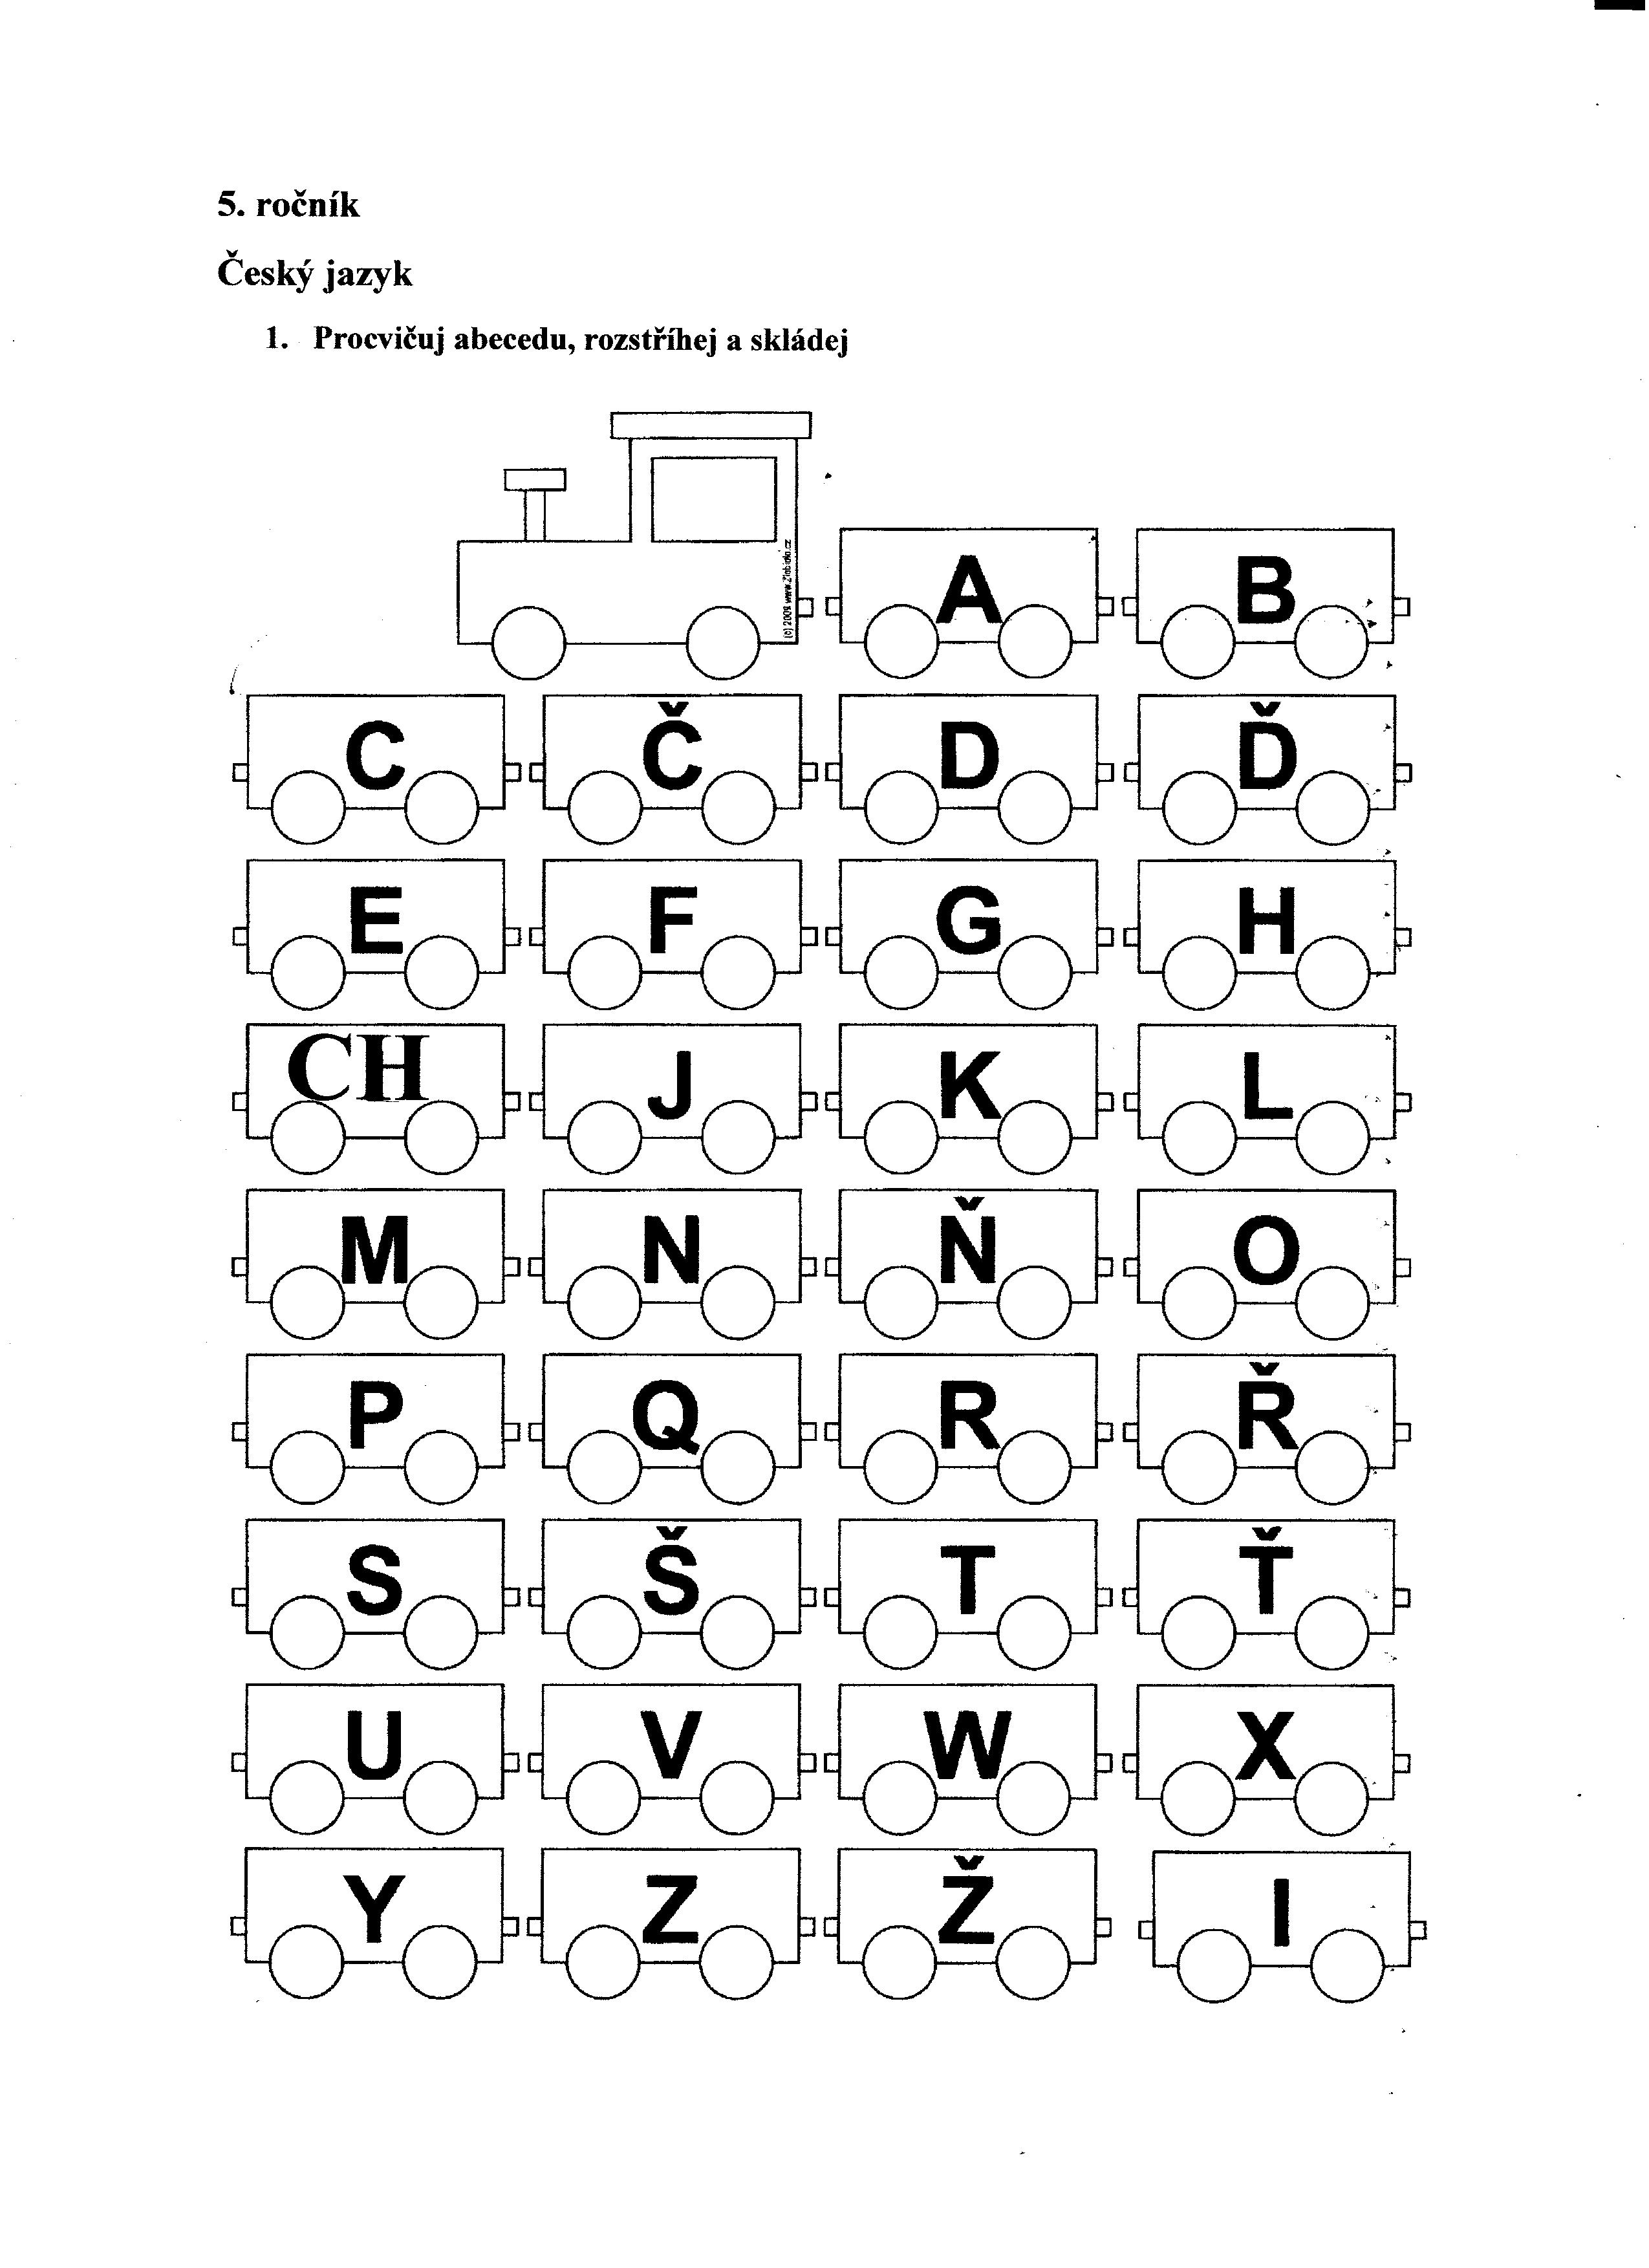 5. ročník
Český jazyk
1. Procvičuj abecedu, rozstříhej a skládej
A B
C Č D Ď
E F G H
CH J K L
M N Ň O
P Q R Ř
S Š T Ť
U V W X
Y Z Ž I